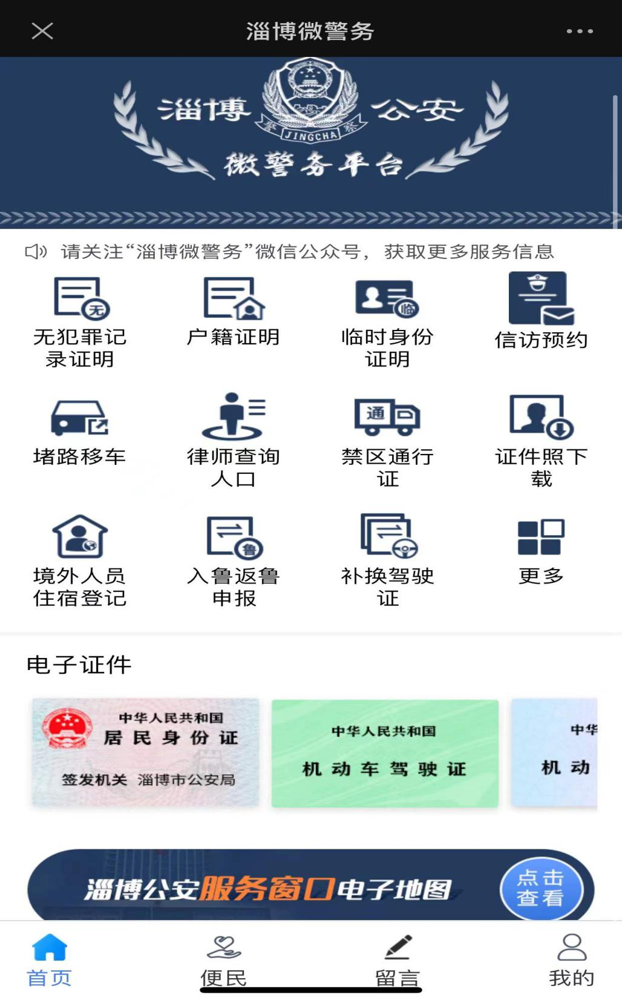 淄博微警务
淄博 公安
警 JINGCHA 察
微警务平台
请关注“淄博微警务”微信公众号，获取更多服务信息
无 临
无犯罪记 户籍证明 临时身份 信访预约
录证明 证明
通
堵路移车 律师查询 禁区通行 证件照下
人口 证 载
鲁
境外人员 入鲁返鲁 补换驾驶 更多
住宿登记 申报 证
电子证件
中华人民共和国
居民身份证
签发机关 淄博市公安局
中华人民共和国
机动车驾驶证
中华
机动
淄博公安服务窗口电子地图
点击
查看
首页 便民 留言 我的